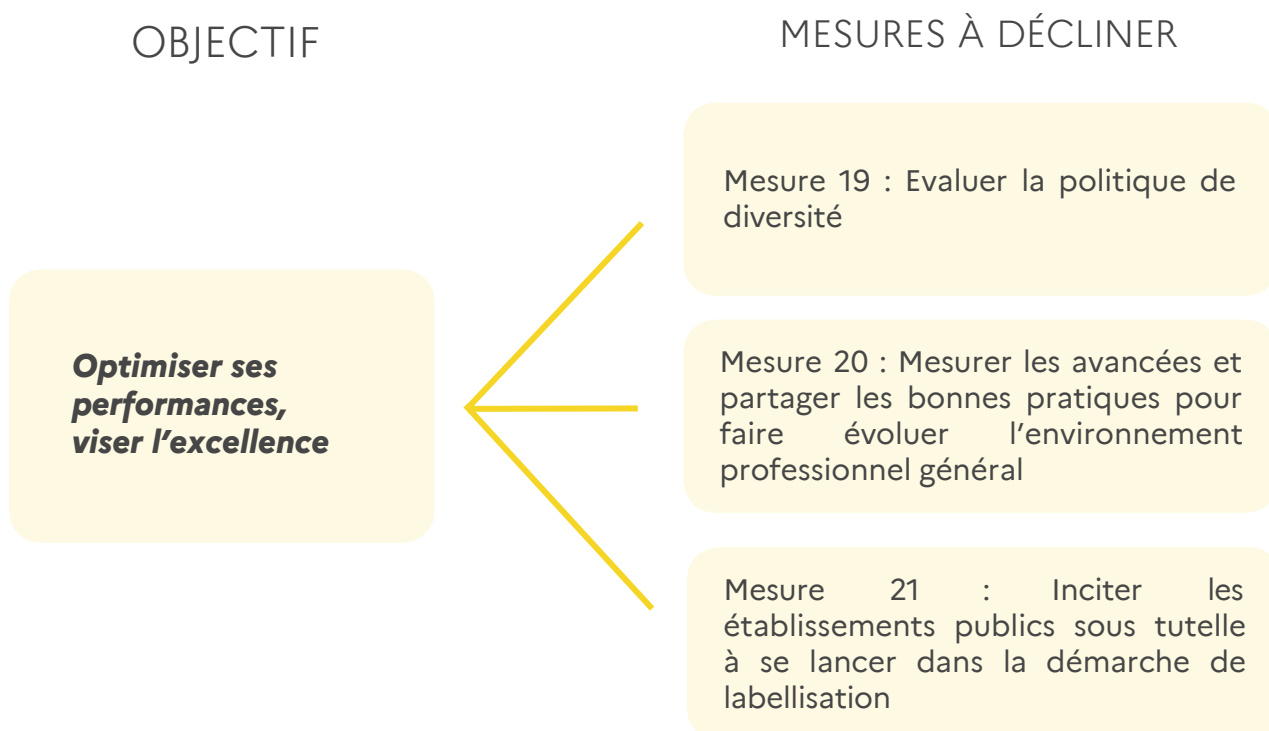 OBJECTIF
MESURES À DÉCLINER
Mesure 19 : Evaluer la politique de
diversité
Optimiser ses
performances,
viser l’excellence
Mesure 20 : Mesurer les avancées et
partager les bonnes pratiques pour
faire évoluer l’environnement
professionnel général
Mesure 21 : Inciter les
établissements publics sous tutelle
à se lancer dans la démarche de
labellisation